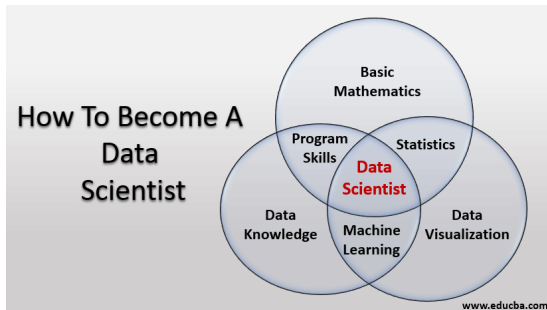 How To Become A
Data
Scientist
Basic
Mathematics
Program
Skills
Statistics
Data
Scientist
Data
Knowledge
Machine
Learning
Data
Visualization
www.educba.com